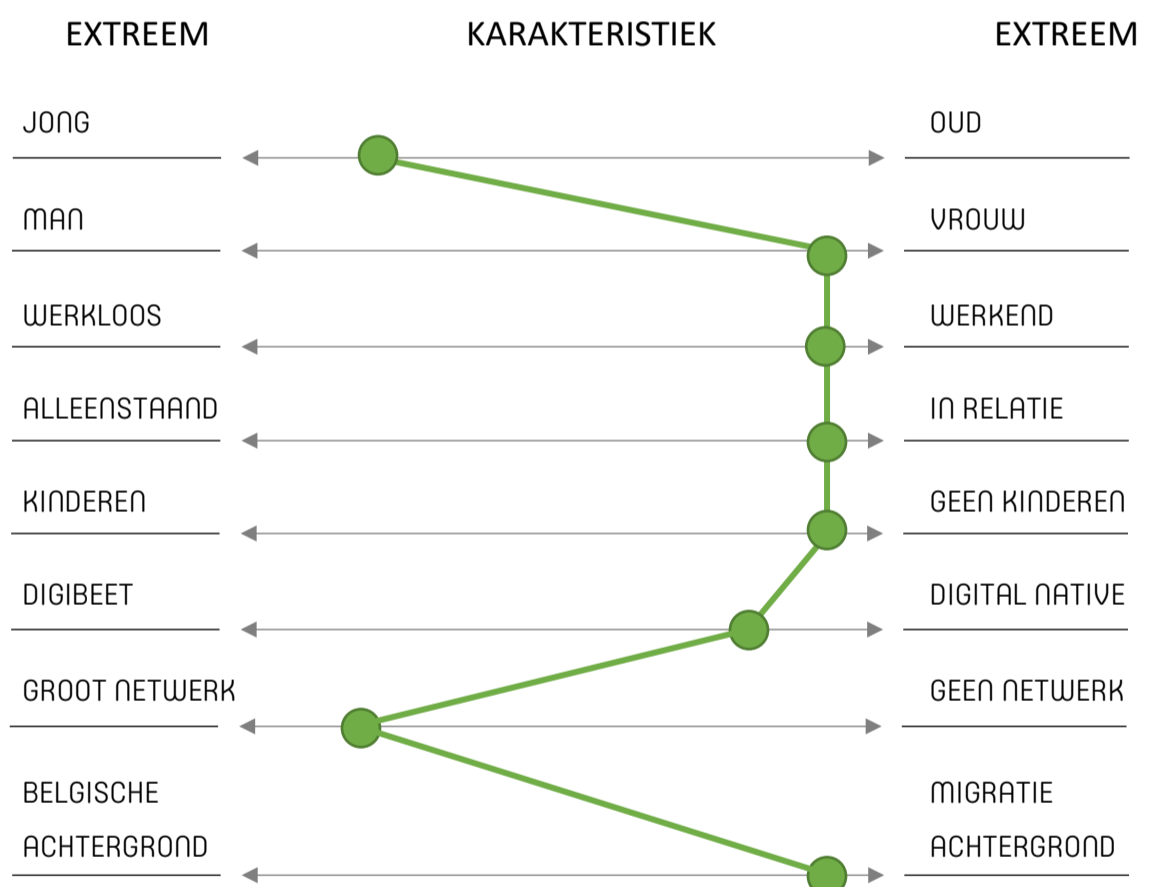 EXTREEM KARAKTERISTIEK EXTREEM
JONG OUD
MAN VROUW
WERKLOOS WERKEND
ALLEENSTAAND IN RELATIE
KINDEREN GEEN KINDEREN
DIGIBEET DIGITAL NATIVE
GROOT NETWERK GEEN NETWERK
BELGISCHE MIGRATIE
ACHTERGROND ACHTERGROND